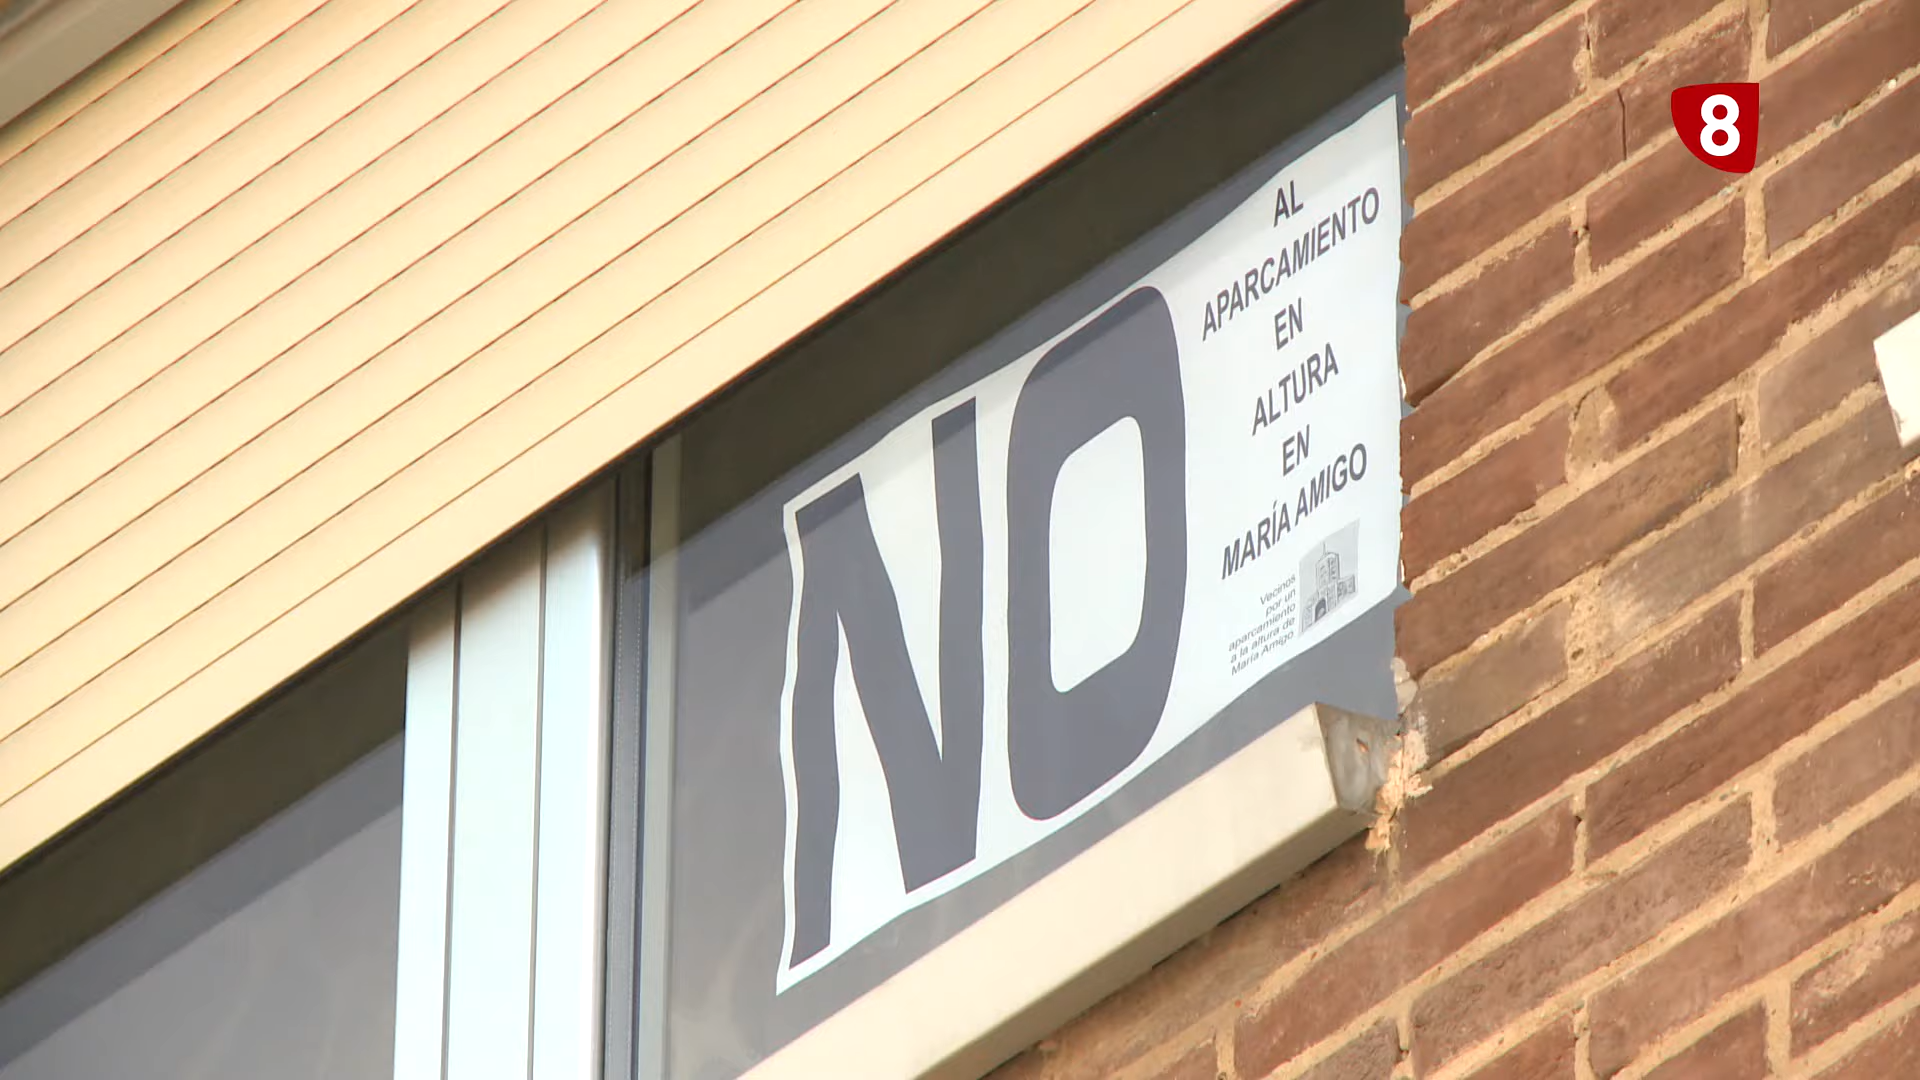 NO
AL
APARCAMIENTO
EN
ALTURA
EN
MARÍA AMIGO
Vecinos
por un
aparcamiento
a la altura de
María Amigo
8